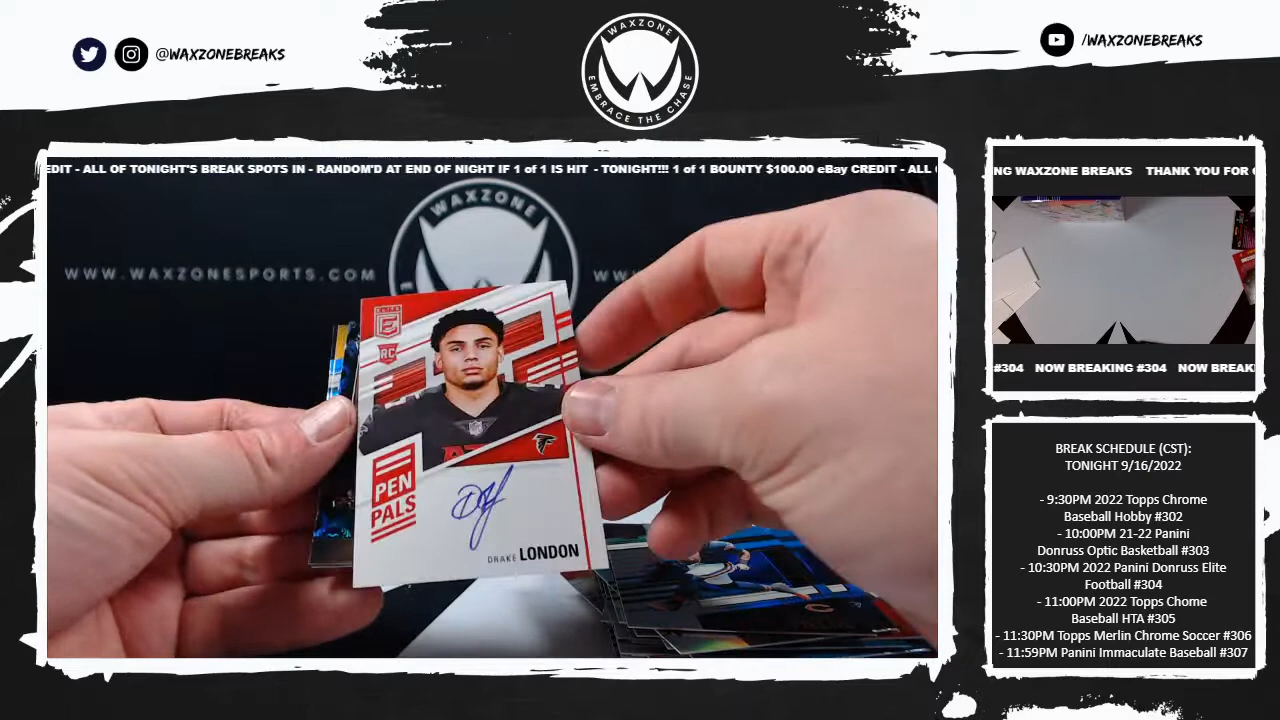 @WAXZONEBREAKS
WAXZONE
EMBRACE THE CHASE
/WAXZONEBREAKS
EDIT - ALL OF TONIGHT'S BREAK SPOTS IN - RANDOM'D AT END OF NIGHT IF 1 of 1 IS HIT - TONIGHT!!! 1 of 1 BOUNTY $100.00 eBay CREDIT - ALL
WAXZONE
WWW.WAXZONESPORTS.COM
WW
ELITE
RC
PEN
PALS
DRAKE LONDON
NG WAXZONE BREAKS THANK YOU FOR
#304 NOW BREAKING #304 NOW BREAK
BREAK SCHEDULE (CST):
TONIGHT 9/16/2022
- 9:30PM 2022 Topps Chrome
Baseball Hobby #302
- 10:00PM 21-22 Panini
Donruss Optic Basketball #303
- 10:30PM 2022 Panini Donruss Elite
Football #304
- 11:00PM 2022 Topps Chome
Baseball HTA #305
- 11:30PM Topps Merlin Chrome Soccer #306
- 11:59PM Panini Immaculate Baseball #307